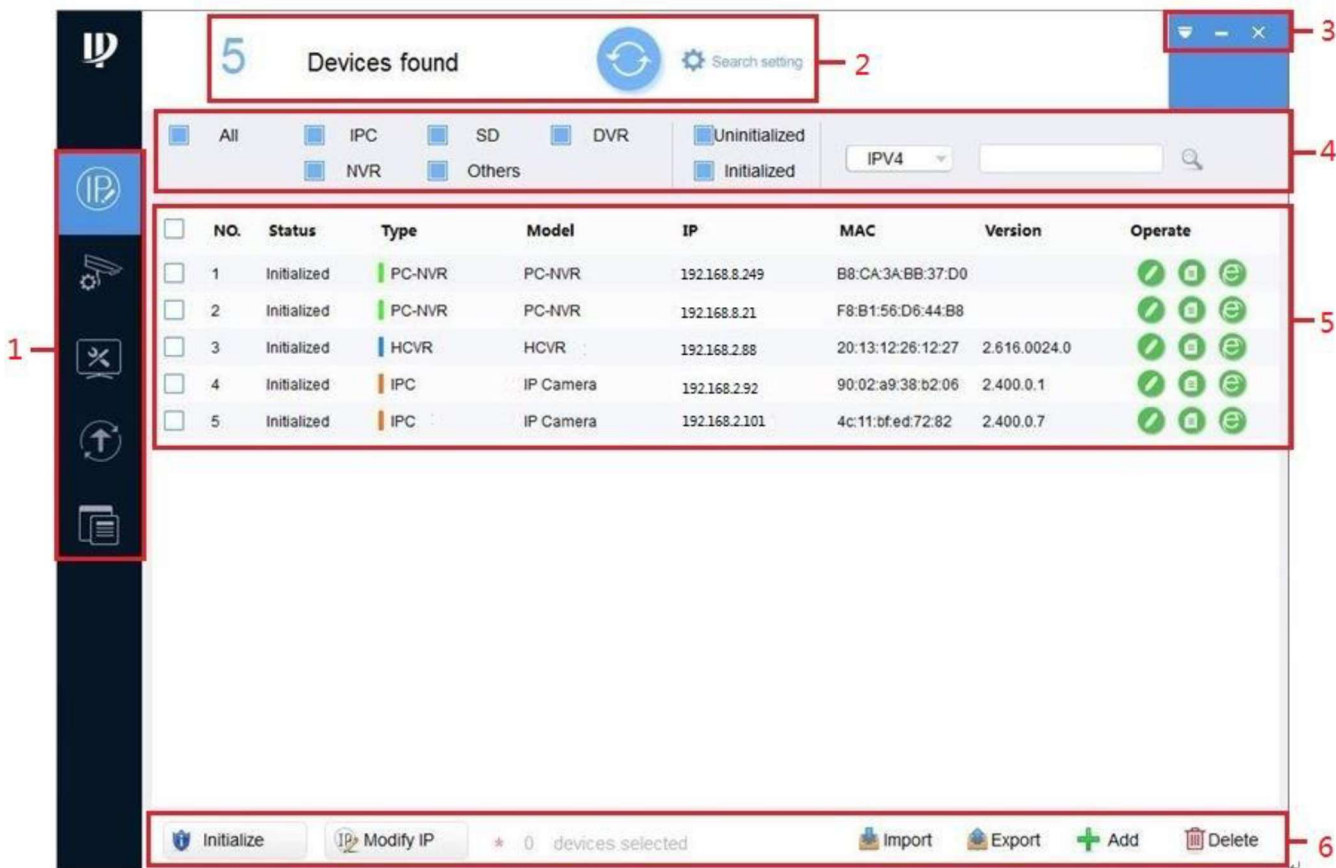 5 Devices found Search setting 2
3
All IPC SD DVR Uninitialized
NVR Others Initialized
IPV4
4
NO. Status Type Model IP MAC Version Operate
1 Initialized PC-NVR PC-NVR 192.168.8.249 B8:CA:3A:BB:37:D0
2 Initialized PC-NVR PC-NVR 192.168.8.21 F8:B1:56:D6:44:B8
3 Initialized HCVR HCVR 192.168.2.88 20:13:12:26:12:27 2.616.0024.0
4 Initialized IPC IP Camera 192.168.2.92 90:02:a9:38:b2:06 2.400.0.1
5 Initialized IPC IP Camera 192.168.2.101 4c:11:bf:ed:72:82 2.400.0.7
5
IP
1
Initialize IP Modify IP * 0 devices selected Import Export Add Delete
6